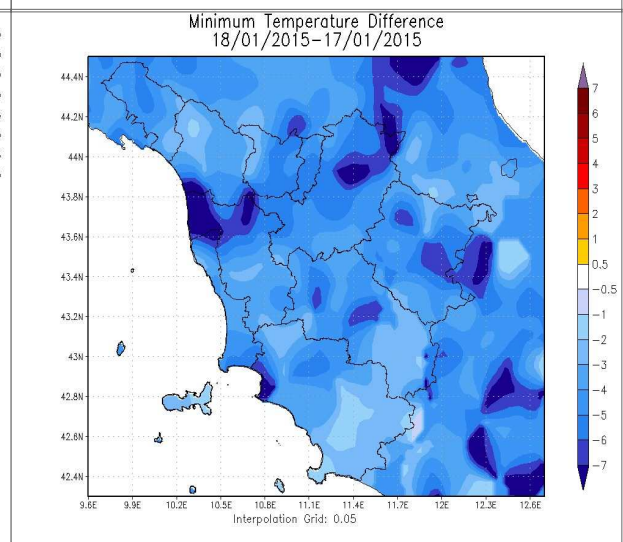 Minimum Temperature Difference
18/01/2015-17/01/2015
44.4N
44.2N
44N
43.8N
43.6N
43.4N
43.2N
43N
42.8N
42.6N
42.4N
9.6E 9.9E 10.2E 10.5E 10.8E 11.1E 11.4E 11.7E 12E 12.3E 12.6E
Interpolation Grid: 0.05
7
6
5
4
3
2
1
0.5
-0.5
-1
-2
-3
-4
-5
-6
-7